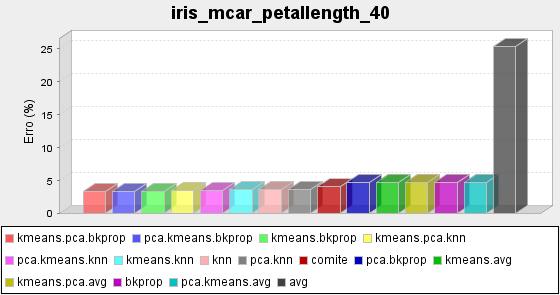 iris_mcar_petallength_40
25
20
15
10
5
0
Erro (%)
kmeans.pca.bkprop pca.kmeans.bkprop kmeans.bkprop kmeans.pca.knn
pca.kmeans.knn kmeans.knn knn pca.knn comite pca.bkprop kmeans.avg
kmeans.pca.avg bkprop pca.kmeans.avg avg